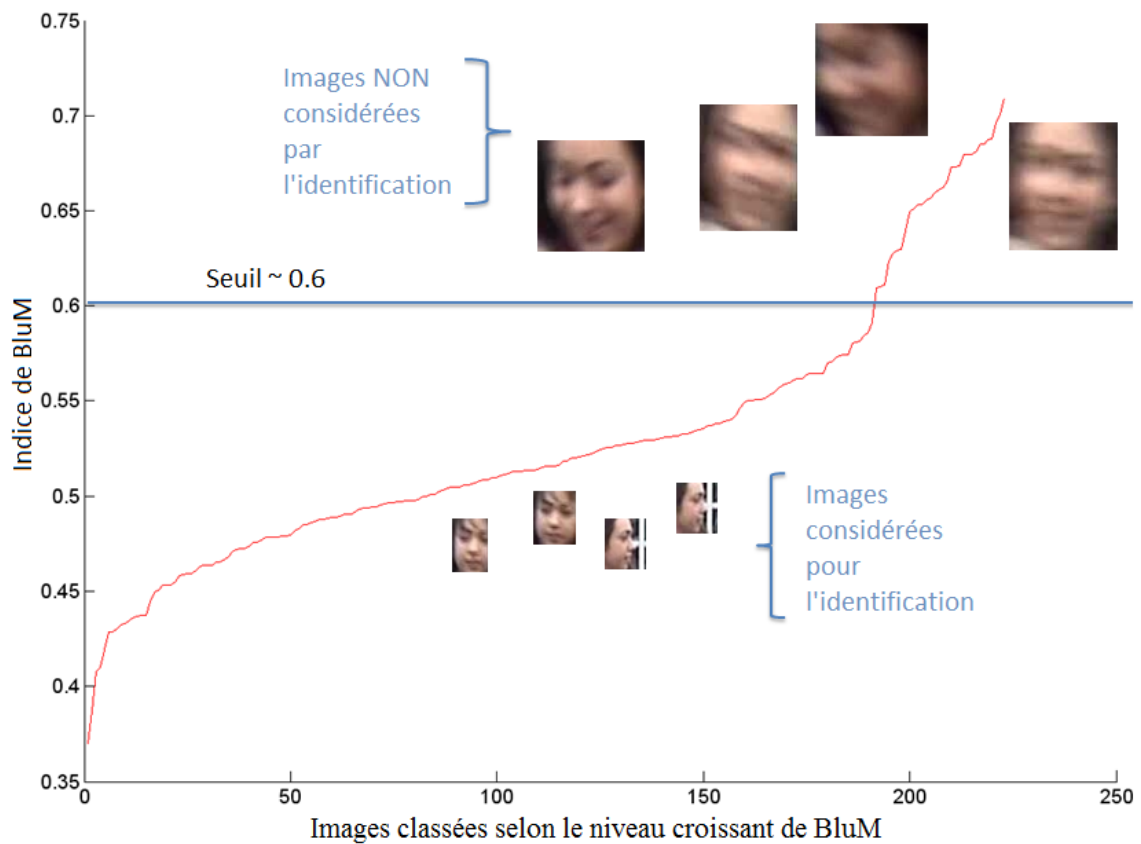 0.75
Images NON
considérées
par
l'identification
0.7
0.65
Seuil ~ 0.6
0.6
Indice de BluM
0.55
0.5
Images
considérées
pour
l'identification
0.45
0.4
0.35
0
50
100
150
200
250
Images classées selon le niveau croissant de BluM